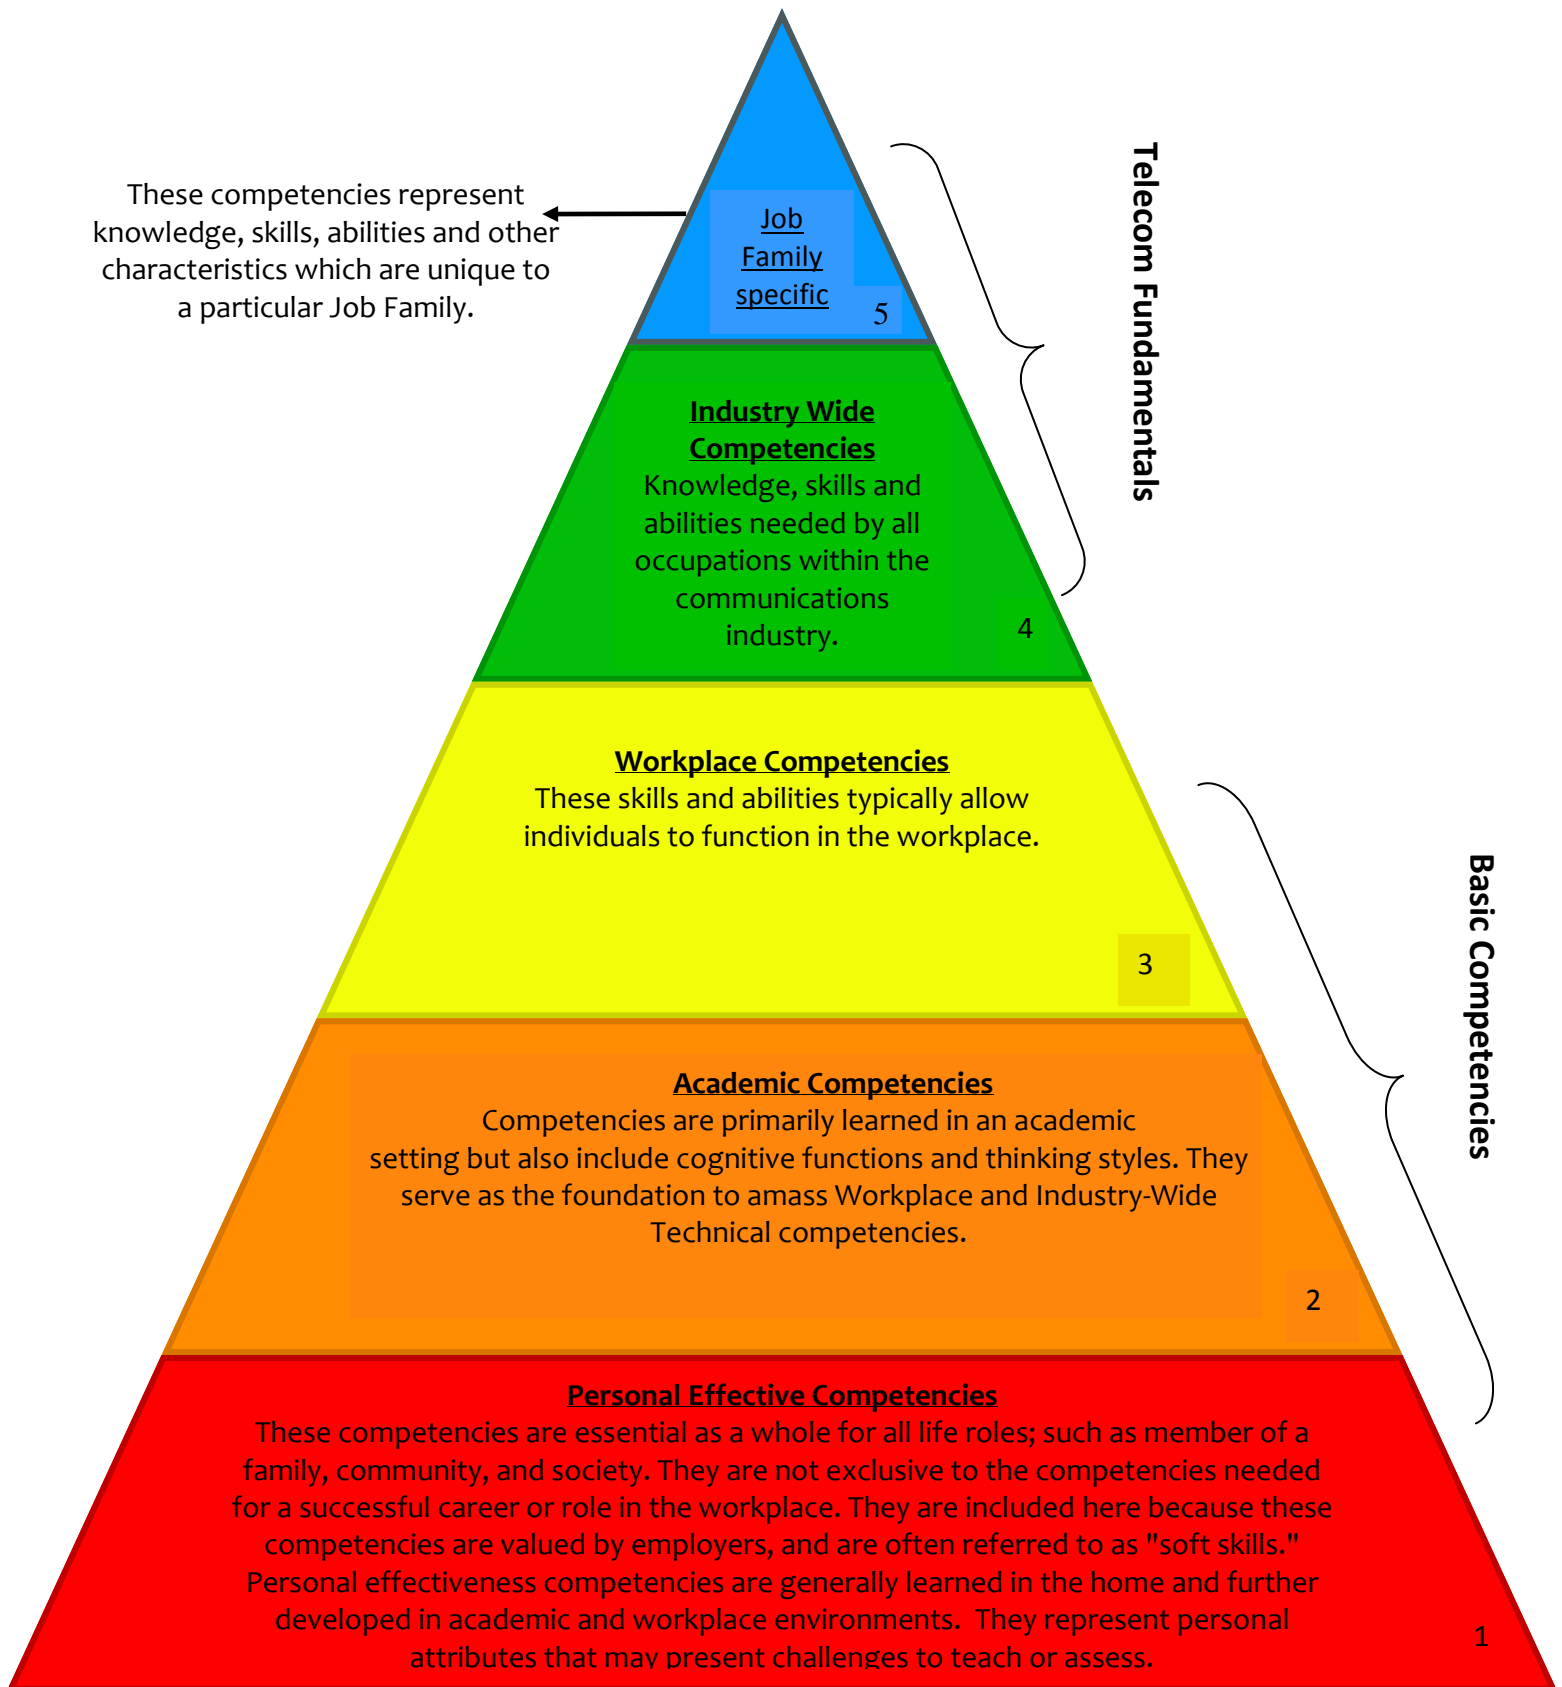 These competencies represent
knowledge, skills, abilities and other
characteristics which are unique to
a particular Job Family.
Job
Family
specific
5
Telecom Fundamentals
Industry Wide
Competencies
Knowledge, skills and
abilities needed by all
occupations within the
communications
industry.
4
Workplace Competencies
These skills and abilities typically allow
individuals to function in the workplace.
3
Basic Competencies
Academic Competencies
Competencies are primarily learned in an academic
setting but also include cognitive functions and thinking styles. They
serve as the foundation to amass Workplace and Industry-Wide
Technical competencies.
2
Personal Effective Competencies
These competencies are essential as a whole for all life roles; such as member of a
family, community, and society. They are not exclusive to the competencies needed
for a successful career or role in the workplace. They are included here because these
competencies are valued by employers, and are often referred to as "soft skills."
Personal effectiveness competencies are generally learned in the home and further
developed in academic and workplace environments.  They represent personal
attributes that may present challenges to teach or assess.
1